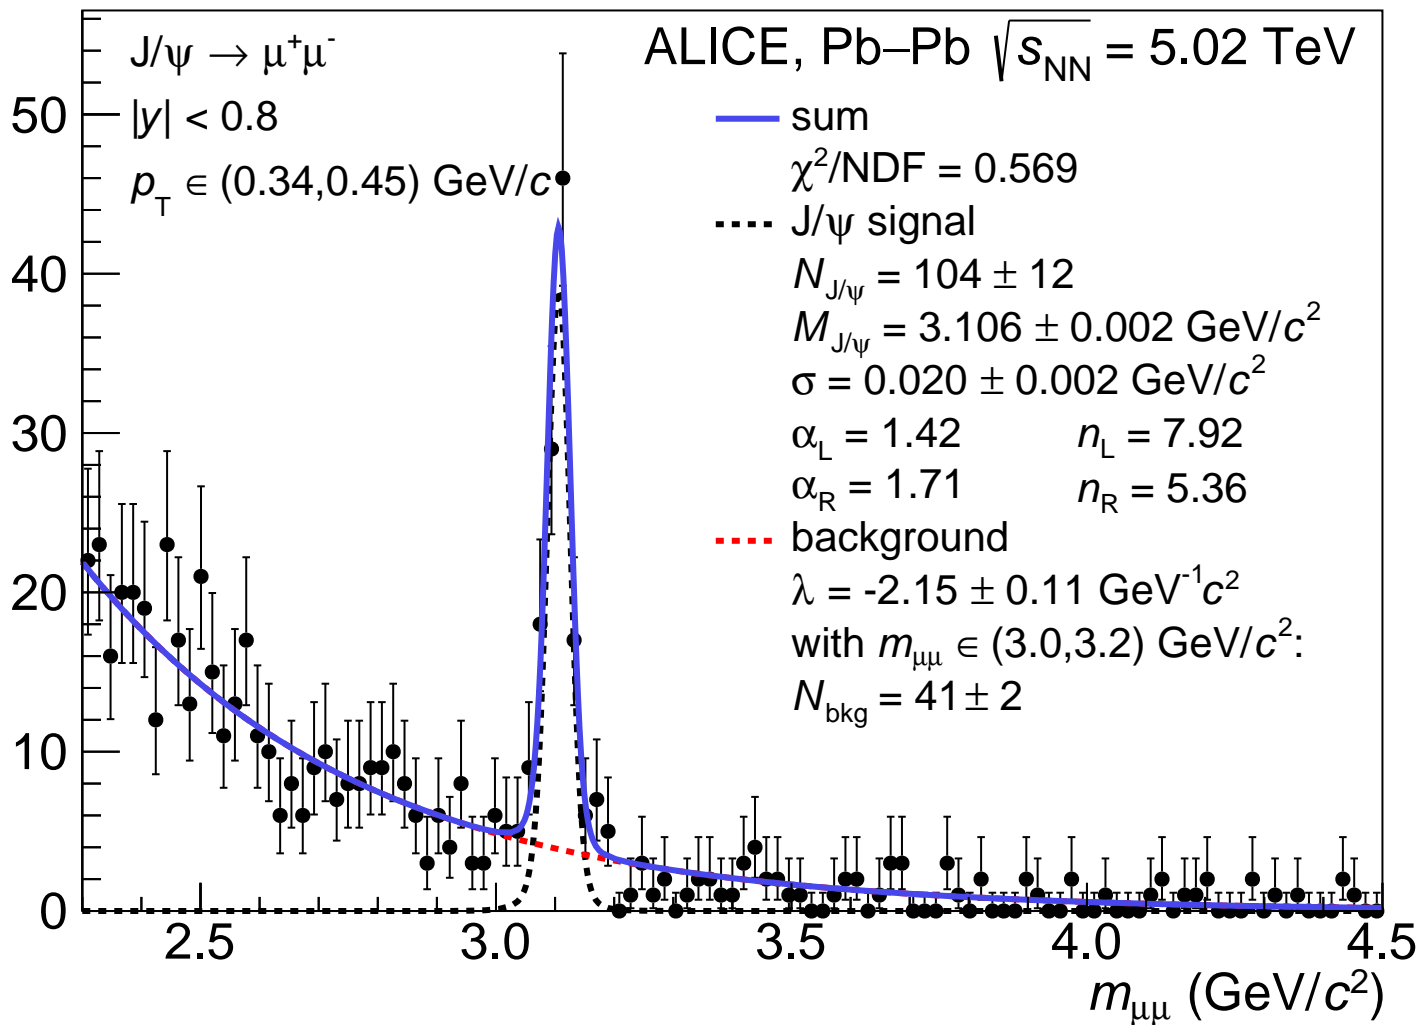 J/ψ → μ⁺μ⁻
|y| < 0.8
p_T ∈ (0.34,0.45) GeV/c
ALICE, Pb–Pb √s_NN = 5.02 TeV
sum
χ²/NDF = 0.569
J/ψ signal
N_J/ψ = 104 ± 12
M_J/ψ = 3.106 ± 0.002 GeV/c²
σ = 0.020 ± 0.002 GeV/c²
α_L = 1.42 n_L = 7.92
α_R = 1.71 n_R = 5.36
background
λ = -2.15 ± 0.11 GeV⁻¹c²
with m_μμ ∈ (3.0,3.2) GeV/c²:
N_bkg = 41 ± 2
50
40
30
20
10
0
2.5 3.0 3.5 4.0 4.5
m_μμ (GeV/c²)